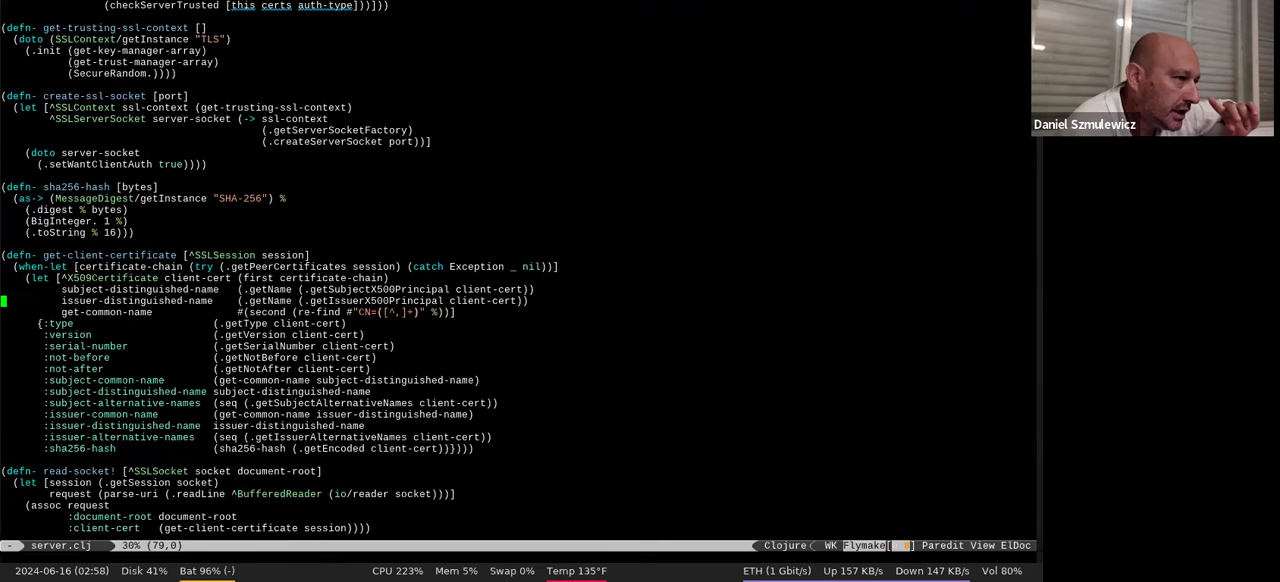 (checkServerTrusted [this certs auth-type]))]))
(defn- get-trusting-ssl-context []
(doto (SSLContext/getInstance "TLS")
(.init (get-key-manager-array)
(get-trust-manager-array)
(SecureRandom.))))
(defn- create-ssl-socket [port]
(let [^SSLContext ssl-context (get-trusting-ssl-context)
^SSLServerSocket server-socket (-> ssl-context
(.getServerSocketFactory)
(.createServerSocket port))]
(doto server-socket
(.setWantClientAuth true))))
(defn- sha256-hash [bytes]
(as-> (MessageDigest/getInstance "SHA-256") %
(.digest % bytes)
(BigInteger. 1 %)
(.toString % 16)))
(defn- get-client-certificate [^SSLSession session]
(when-let [certificate-chain (try (.getPeerCertificates session) (catch Exception _ nil))]
(let [^X509Certificate client-cert (first certificate-chain)
subject-distinguished-name (.getName (.getSubjectX500Principal client-cert))
issuer-distinguished-name (.getName (.getIssuerX500Principal client-cert))
get-common-name #(second (re-find #"CN=([^,]+)" %))]
{:type (.getType client-cert)
:version (.getVersion client-cert)
:serial-number (.getSerialNumber client-cert)
:not-before (.getNotBefore client-cert)
:not-after (.getNotAfter client-cert)
:subject-common-name (get-common-name subject-distinguished-name)
:subject-distinguished-name subject-distinguished-name
:subject-alternative-names (seq (.getSubjectAlternativeNames client-cert))
:issuer-common-name (get-common-name issuer-distinguished-name)
:issuer-distinguished-name issuer-distinguished-name
:issuer-alternative-names (seq (.getIssuerAlternativeNames client-cert))
:sha256-hash (sha256-hash (.getEncoded client-cert))})))
(defn- read-socket! [^SSLSocket socket document-root]
(let [session (.getSession socket)
request (parse-uri (.readLine ^BufferedReader (io/reader socket)))]
(assoc request
:document-root document-root
:client-cert (get-client-certificate session))))
- server.clj 30% (79,0) Clojure WK Flymake[ 8] Paredit View ElDoc
2024-06-16 (02:58) Disk 41% Bat 96% (-) CPU 223% Mem 5% Swap 0% Temp 135°F ETH (1 Gbit/s) Up 157 KB/s Down 147 KB/s Vol 80%
Daniel Szmulewicz